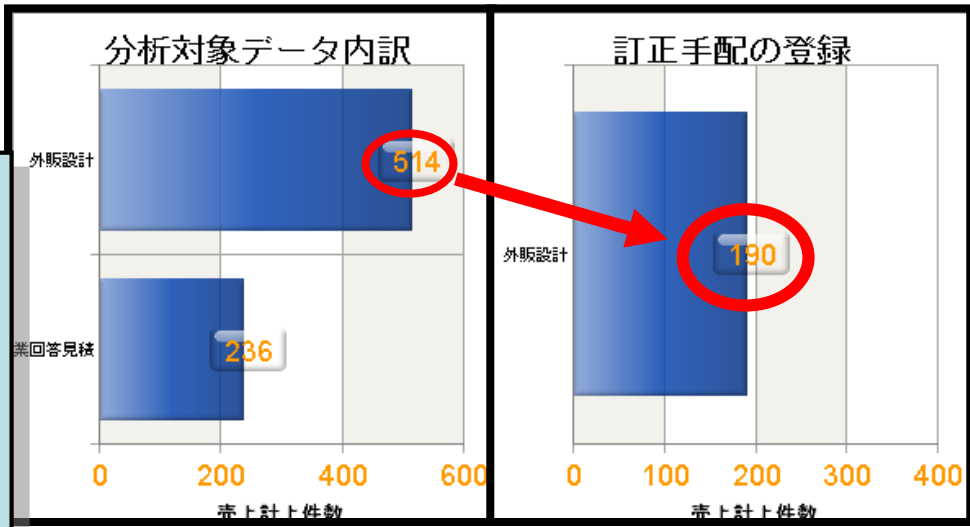 分析対象データ内訳
外販設計
514
業回答見積
236
0 200 400 600
売上計上件数
訂正手配の登録
外販設計
190
0 100 200 300 400
売上計上件数